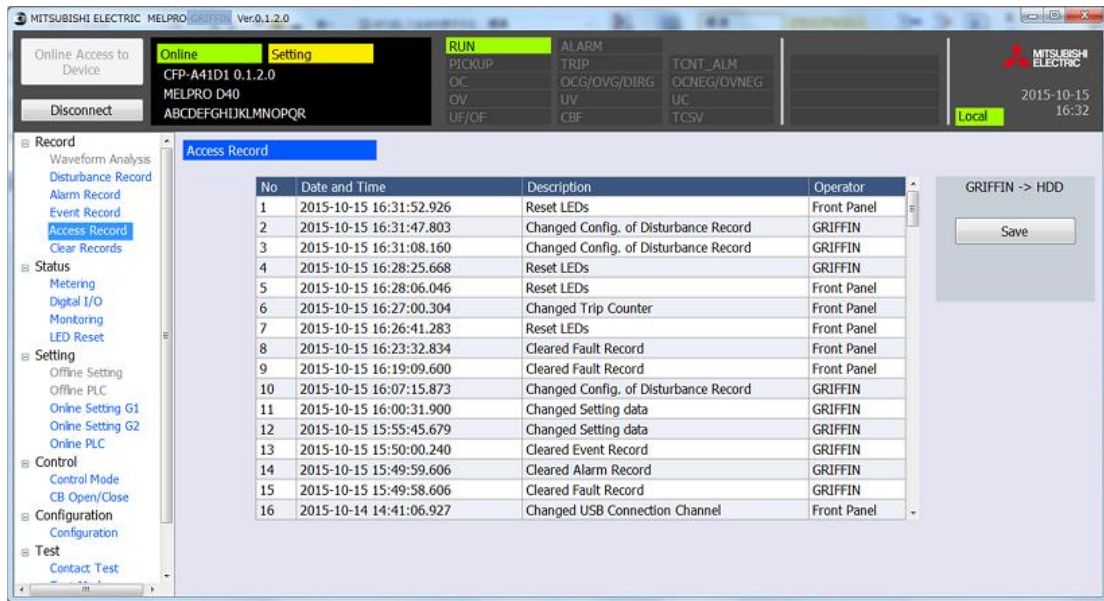 MITSUBISHI ELECTRIC MELPRO GRIFFIN Ver.0.1.2.0
Online Access to
Device
Disconnect
Online
Setting
CFP-A41D1 0.1.2.0
MELPRO D40
ABCDEFGHIJKLMNOPQR
RUN ALARM
PICKUP TRIP TCNT_ALM
OC OCG/OVG/DIRG OCNEG/OVNEG
OV UV UC
UF/OF CBF TCSV
MITSUBISHI
ELECTRIC
2015-10-15
Local 16:32
Record
Waveform Analysis
Disturbance Record
Alarm Record
Event Record
Access Record
Clear Records
Status
Metering
Digital I/O
Monitoring
LED Reset
Setting
Offline Setting
Offline PLC
Online Setting G1
Online Setting G2
Online PLC
Control
Control Mode
CB Open/Close
Configuration
Configuration
Test
Contact Test
Access Record
No Date and Time Description Operator
1 2015-10-15 16:31:52.926 Reset LEDs Front Panel
2 2015-10-15 16:31:47.803 Changed Config. of Disturbance Record GRIFFIN
3 2015-10-15 16:31:08.160 Changed Config. of Disturbance Record GRIFFIN
4 2015-10-15 16:28:25.668 Reset LEDs GRIFFIN
5 2015-10-15 16:28:06.046 Reset LEDs Front Panel
6 2015-10-15 16:27:00.304 Changed Trip Counter Front Panel
7 2015-10-15 16:26:41.283 Reset LEDs Front Panel
8 2015-10-15 16:23:32.834 Cleared Fault Record Front Panel
9 2015-10-15 16:19:09.600 Cleared Fault Record Front Panel
10 2015-10-15 16:07:15.873 Changed Config. of Disturbance Record GRIFFIN
11 2015-10-15 16:00:31.900 Changed Setting data GRIFFIN
12 2015-10-15 15:55:45.679 Changed Setting data GRIFFIN
13 2015-10-15 15:50:00.240 Cleared Event Record GRIFFIN
14 2015-10-15 15:49:59.606 Cleared Alarm Record GRIFFIN
15 2015-10-15 15:49:58.606 Cleared Fault Record GRIFFIN
16 2015-10-14 14:41:06.927 Changed USB Connection Channel Front Panel
GRIFFIN -> HDD
Save